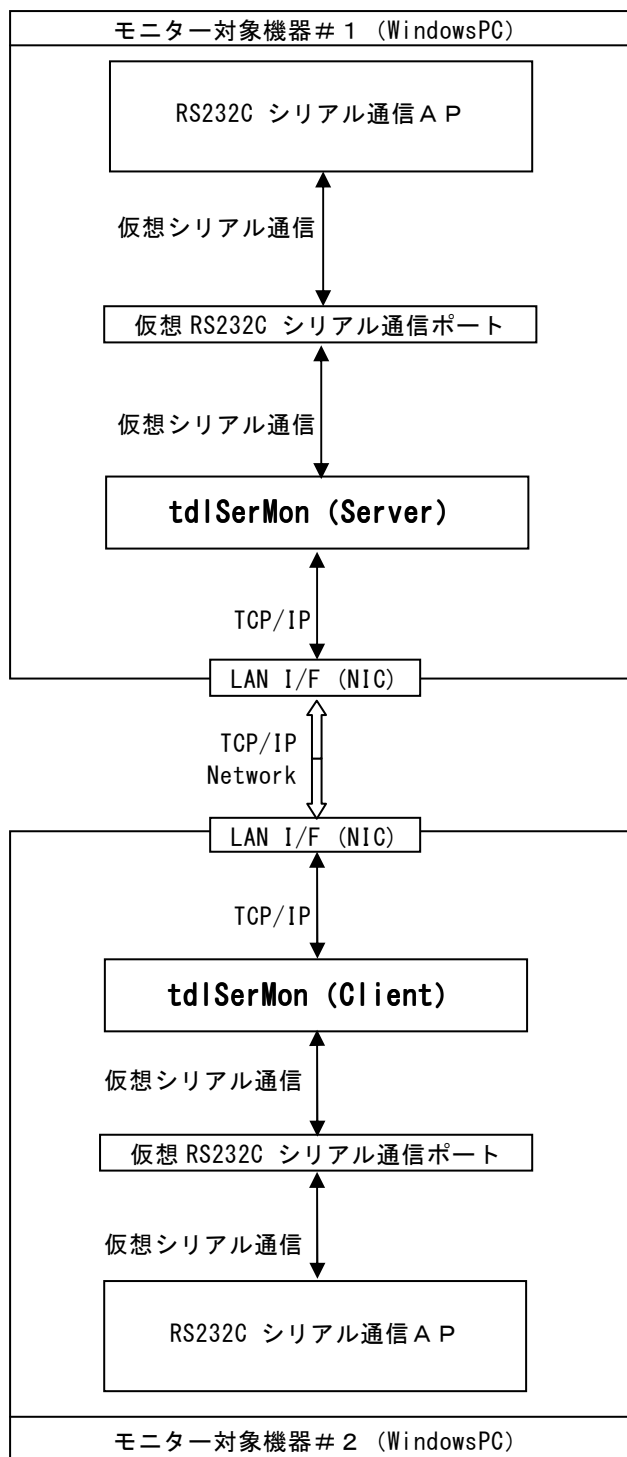 モニター対象機器＃１ (WindowsPC)
RS232C シリアル通信ＡＰ
仮想シリアル通信
仮想 RS232C シリアル通信ポート
仮想シリアル通信
tdlSerMon (Server)
TCP/IP
LAN I/F (NIC)
TCP/IP
Network
LAN I/F (NIC)
TCP/IP
tdlSerMon (Client)
仮想シリアル通信
仮想 RS232C シリアル通信ポート
仮想シリアル通信
RS232C シリアル通信ＡＰ
モニター対象機器＃２ (WindowsPC)